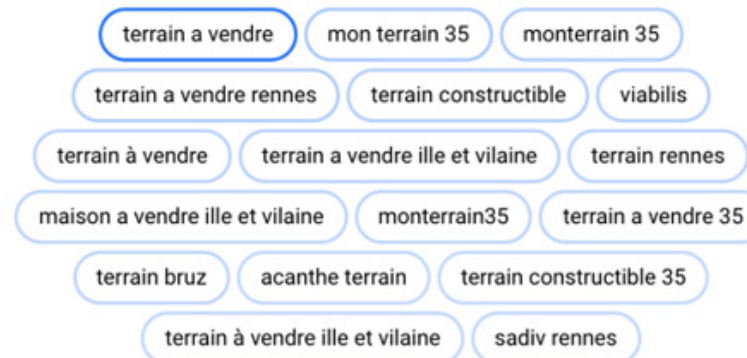 terrain a vendre mon terrain 35 monterrain 35
terrain a vendre rennes terrain constructible viabilis
terrain à vendre terrain a vendre ille et vilaine terrain rennes
maison a vendre ille et vilaine monterrain35 terrain a vendre 35
terrain bruz acanthe terrain terrain constructible 35
terrain à vendre ille et vilaine sadiv rennes